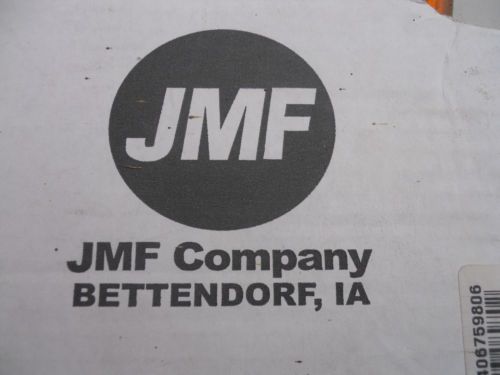 JMF
JMF Company
BETTENDORF, IA
406759806